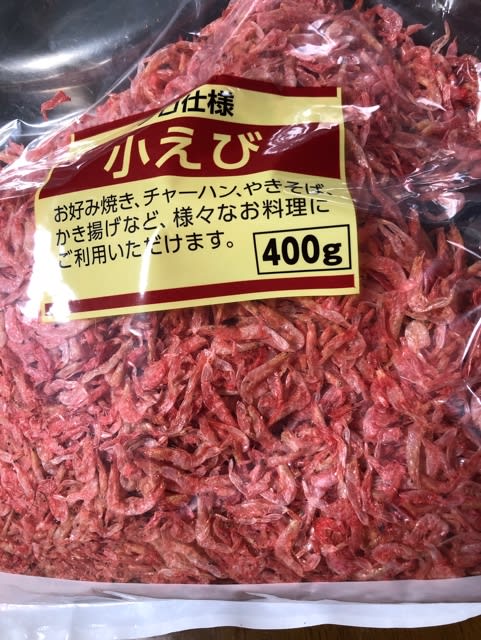 仕様
小えび
お好み焼き、チャーハン、やきそば、
かき揚げなど、様々なお料理に
ご利用いただけます。
400g